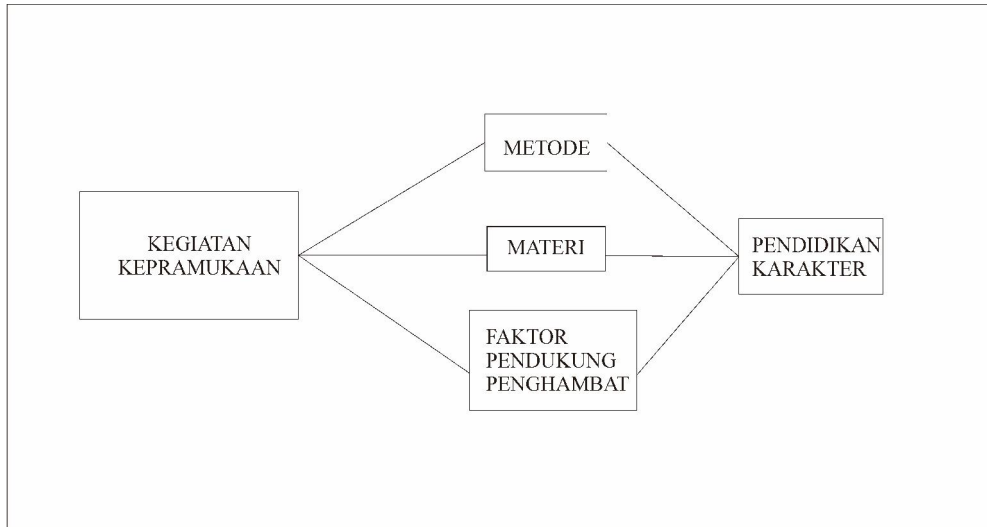 KEGIATAN
KEPRAMUKAAN
METODE
MATERI
FAKTOR
PENDUKUNG
PENGHAMBAT
PENDIDIKAN
KARAKTER